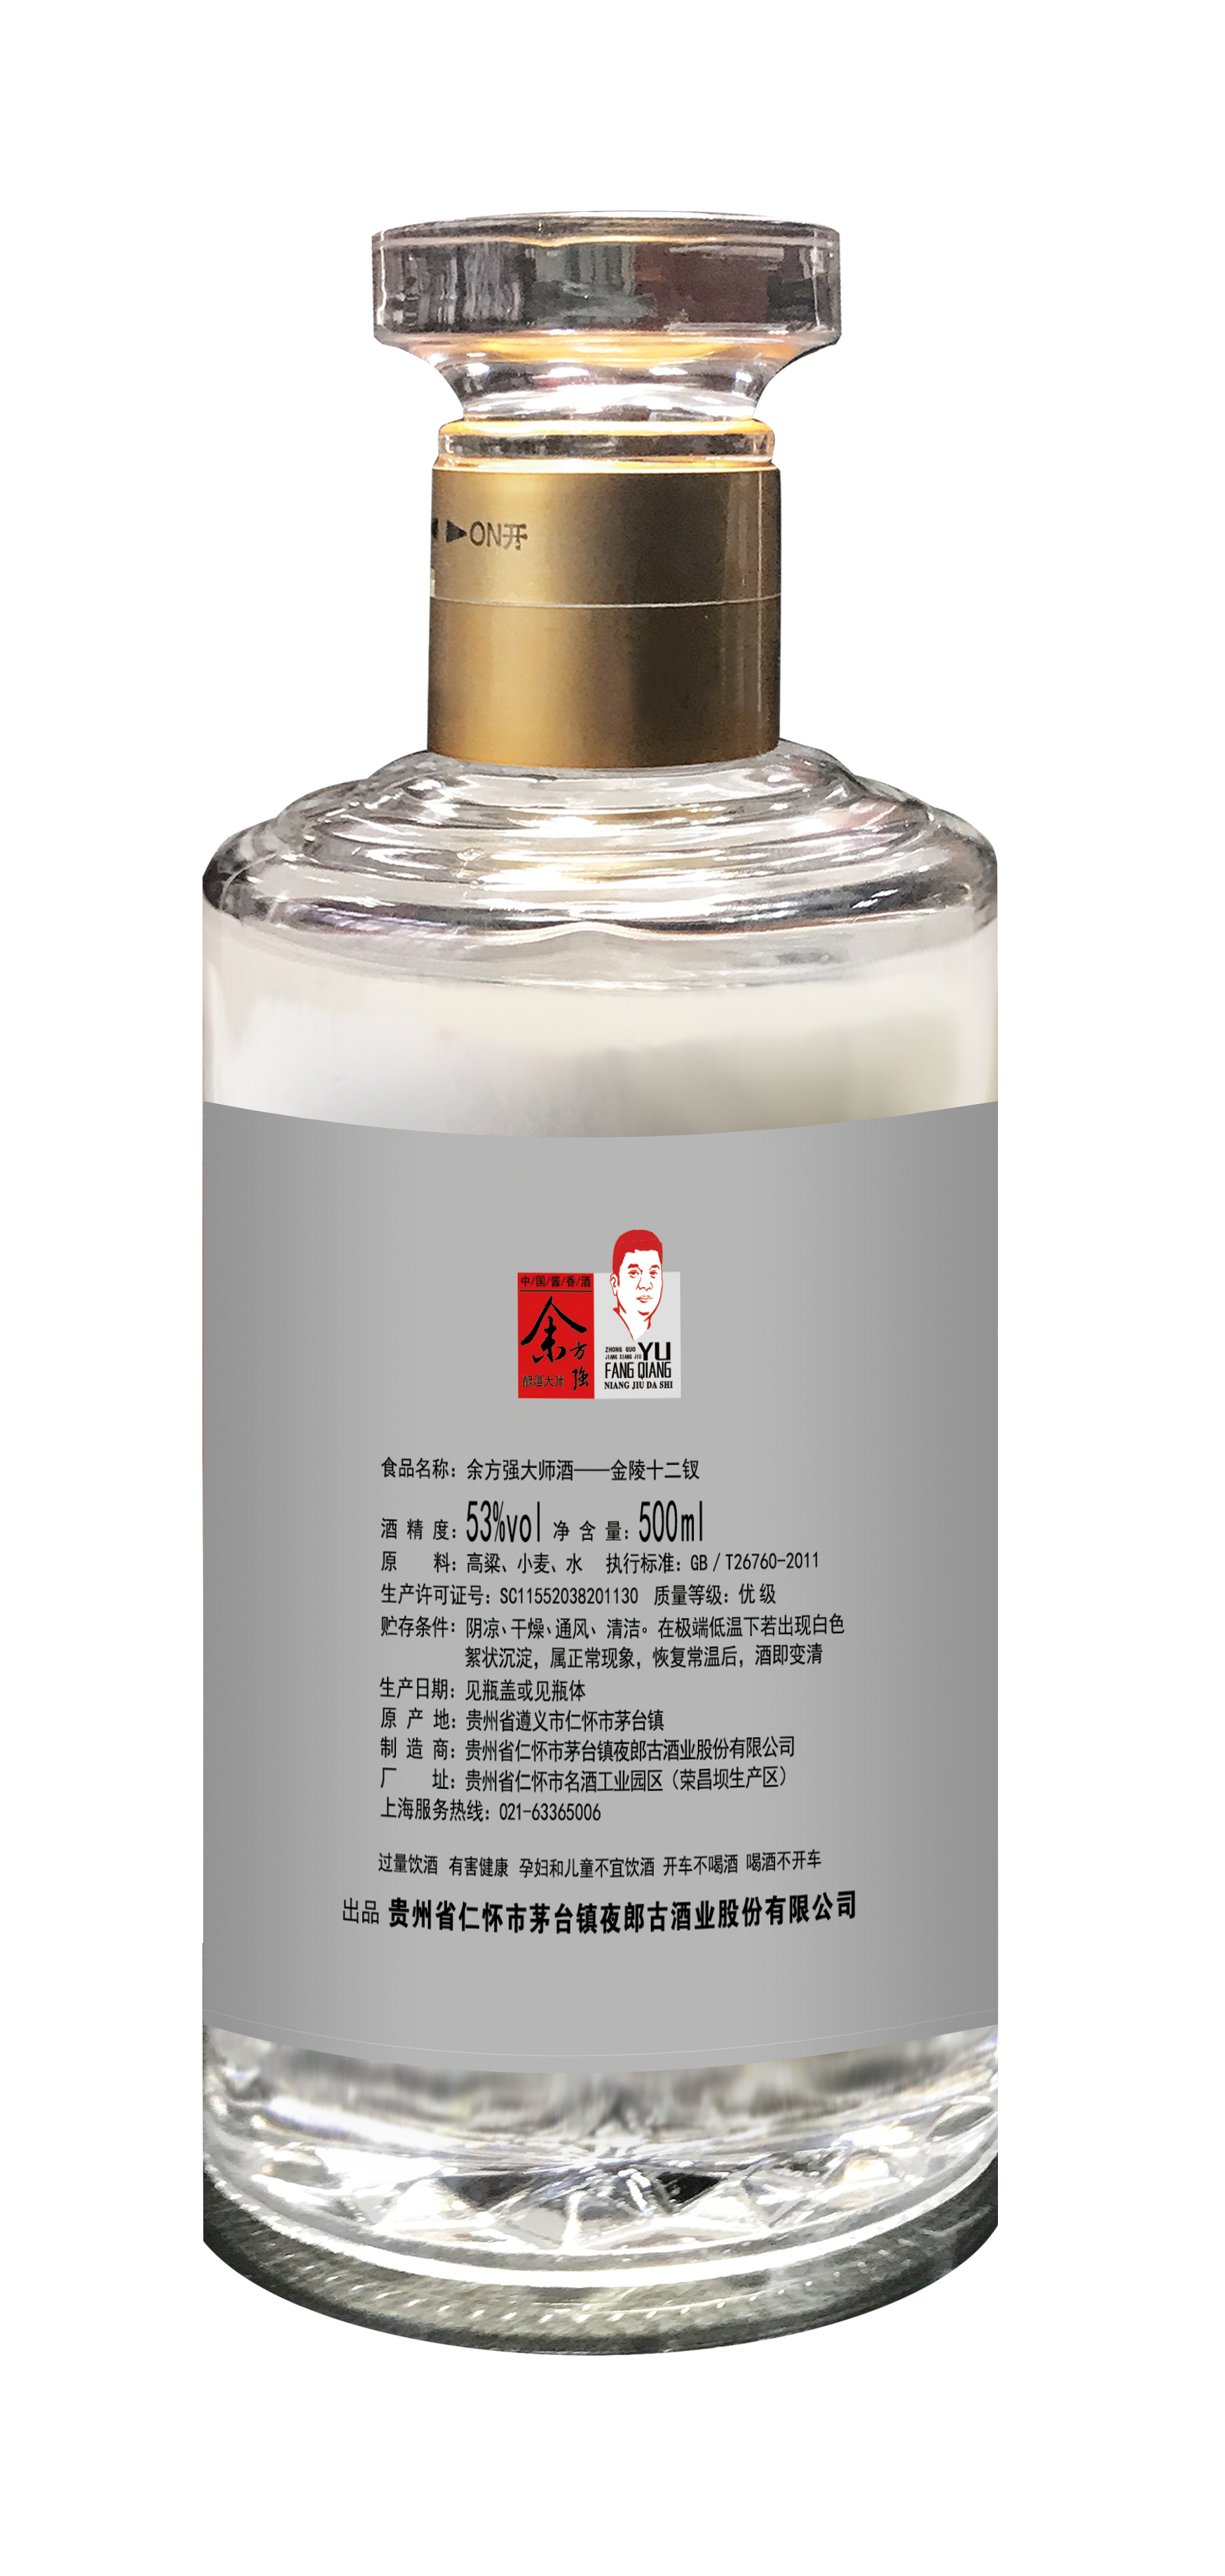 ON开
中/国/酱/香/酒
余方強
酿酒大师
ZHONG GUO
JIANG XIANG JIU
YU
FANG QIANG
NIANG JIU DA SHI
食品名称：余方强大师酒——金陵十二钗
酒 精 度：53%vol 净 含 量：500ml
原 料：高粱、小麦、水 执行标准：GB / T26760-2011
生产许可证号：SC11552038201130 质量等级：优 级
贮存条件：阴凉、干燥、通风、清洁。在极端低温下若出现白色
絮状沉淀，属正常现象，恢复常温后，酒即变清
生产日期：见瓶盖或见瓶体
原 产 地：贵州省遵义市仁怀市茅台镇
制 造 商：贵州省仁怀市茅台镇夜郎古酒业股份有限公司
厂 址：贵州省仁怀市名酒工业园区（荣昌坝生产区）
上海服务热线：021-63365006
过量饮酒 有害健康 孕妇和儿童不宜饮酒 开车不喝酒 喝酒不开车
出品 贵州省仁怀市茅台镇夜郎古酒业股份有限公司